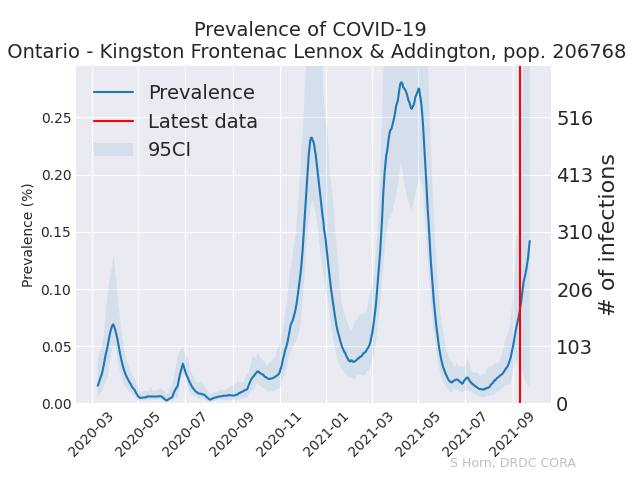 Prevalence of COVID-19
Ontario - Kingston Frontenac Lennox & Addington, pop. 206768
Prevalence
Latest data
95CI
Prevalence (%)
0.25
0.20
0.15
0.10
0.05
0.00
516
413
310
206
103
0
# of infections
2020-03
2020-05
2020-07
2020-09
2020-11
2021-01
2021-03
2021-05
2021-07
2021-09
S Horn, DRDC CORA